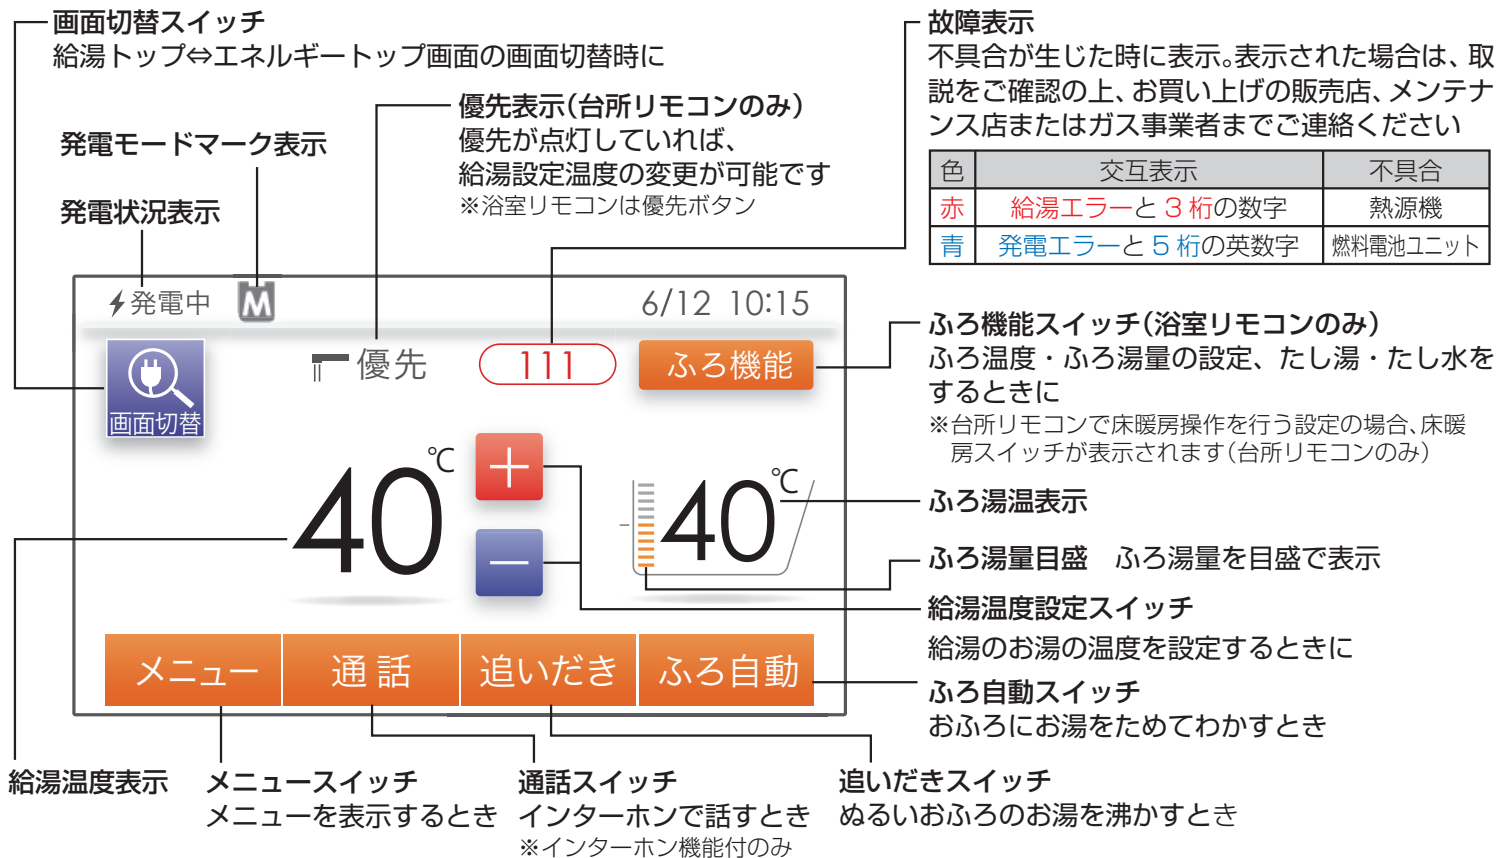 画面切替スイッチ
給湯トップ⇔エネルギートップ画面の画面切替時に
優先表示(台所リモコンのみ)
優先が点灯していれば、
給湯設定温度の変更が可能です
※浴室リモコンは優先ボタン
発電モードマーク表示
発電状況表示
故障表示
不具合が生じた時に表示。表示された場合は、取
説をご確認の上、お買い上げの販売店、メンテナ
ンス店またはガス事業者までご連絡ください
色 交互表示 不具合
赤 給湯エラーと3桁の数字 熱源機
青 発電エラーと5桁の英数字 燃料電池ユニット
発電中 M 6/12 10:15
優先 111 ふろ機能
画面切替
40℃ + −
40℃
メニュー 通話 追いだき ふろ自動
ふろ機能スイッチ(浴室リモコンのみ)
ふろ温度・ふろ湯量の設定、たし湯・たし水を
するときに
※台所リモコンで床暖房操作を行う設定の場合、床暖
房スイッチが表示されます(台所リモコンのみ)
ふろ湯温表示
ふろ湯量目盛 ふろ湯量を目盛で表示
給湯温度設定スイッチ
給湯のお湯の温度を設定するときに
ふろ自動スイッチ
おふろにお湯をためてわかすとき
給湯温度表示
メニュースイッチ
メニューを表示するとき
通話スイッチ
インターホンで話すとき
※インターホン機能付のみ
追いだきスイッチ
ぬるいおふろのお湯を沸かすとき